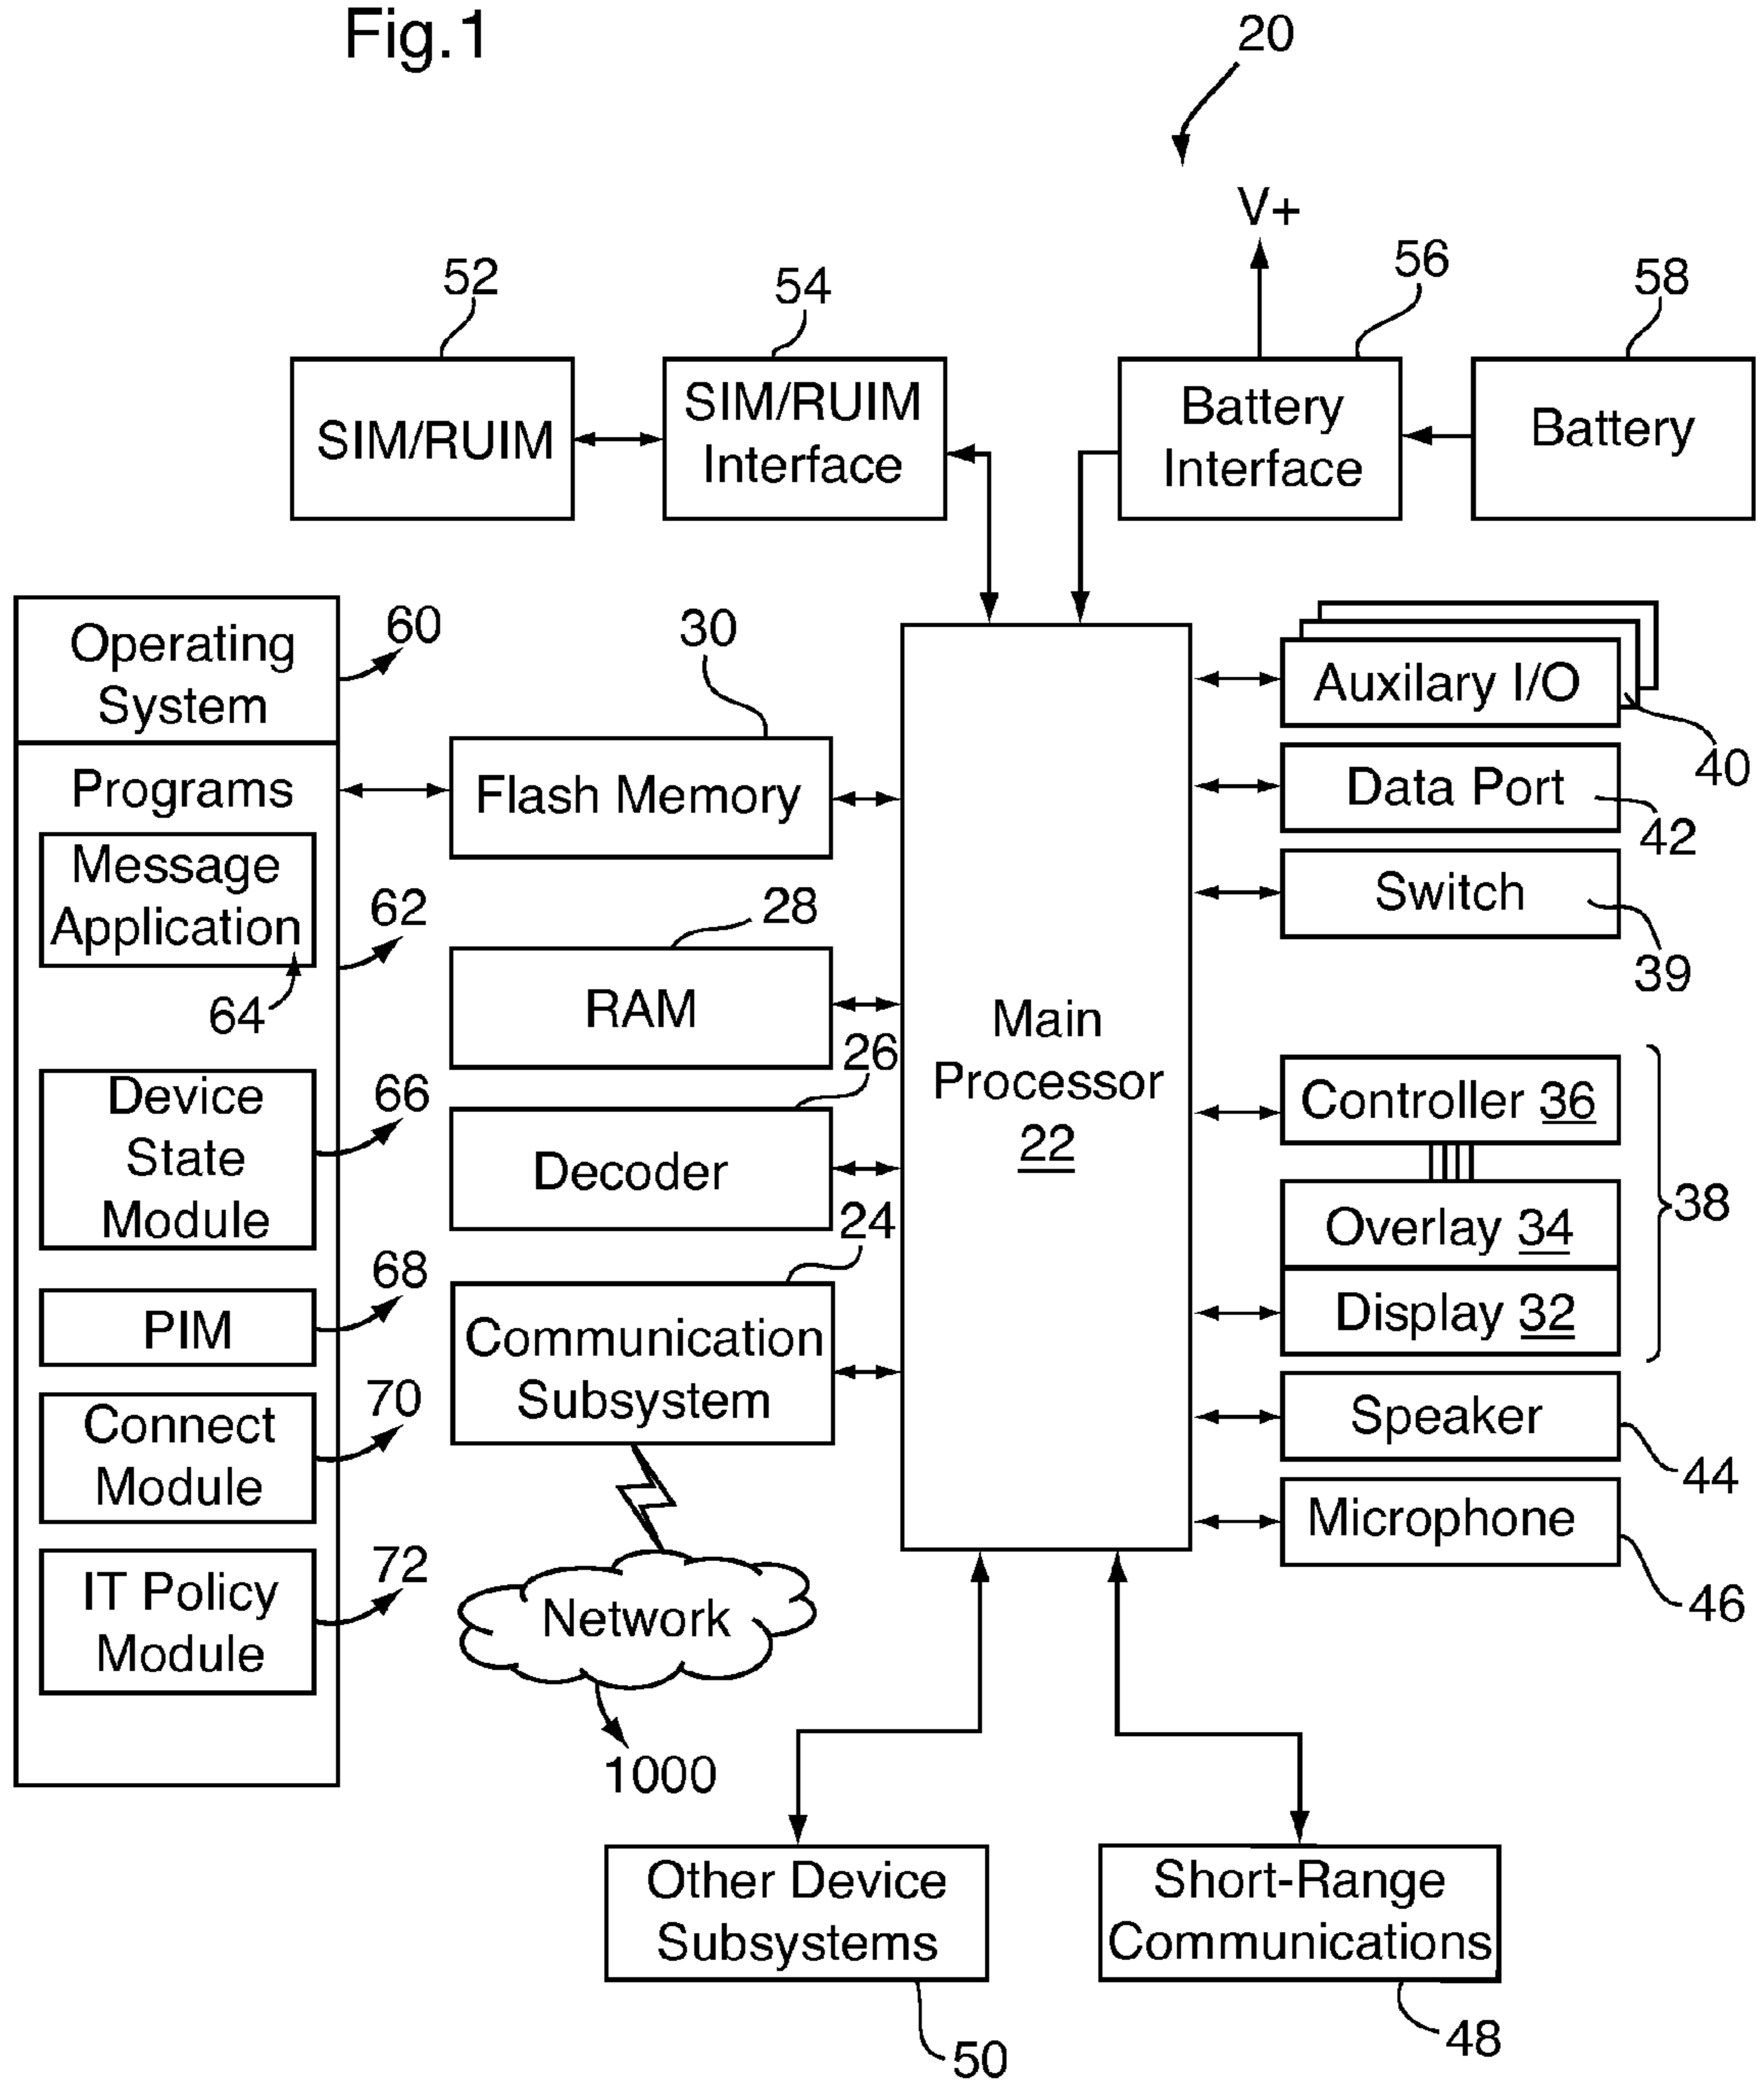 Fig.1
20
V+
52
54
56
58
SIM/RUIM
SIM/RUIM
Interface
Battery
Interface
Battery
Operating
System
60
Programs
Message
Application
62
64
Device
State
Module
66
PIM
68
Connect
Module
70
IT Policy
Module
72
30
Flash Memory
28
RAM
26
Decoder
24
Communication
Subsystem
Network
1000
Main
Processor
22
Auxilary I/O
40
Data Port
42
Switch
39
Controller 36
Overlay 34
Display 32
38
Speaker
44
Microphone
46
Other Device
Subsystems
50
Short-Range
Communications
48